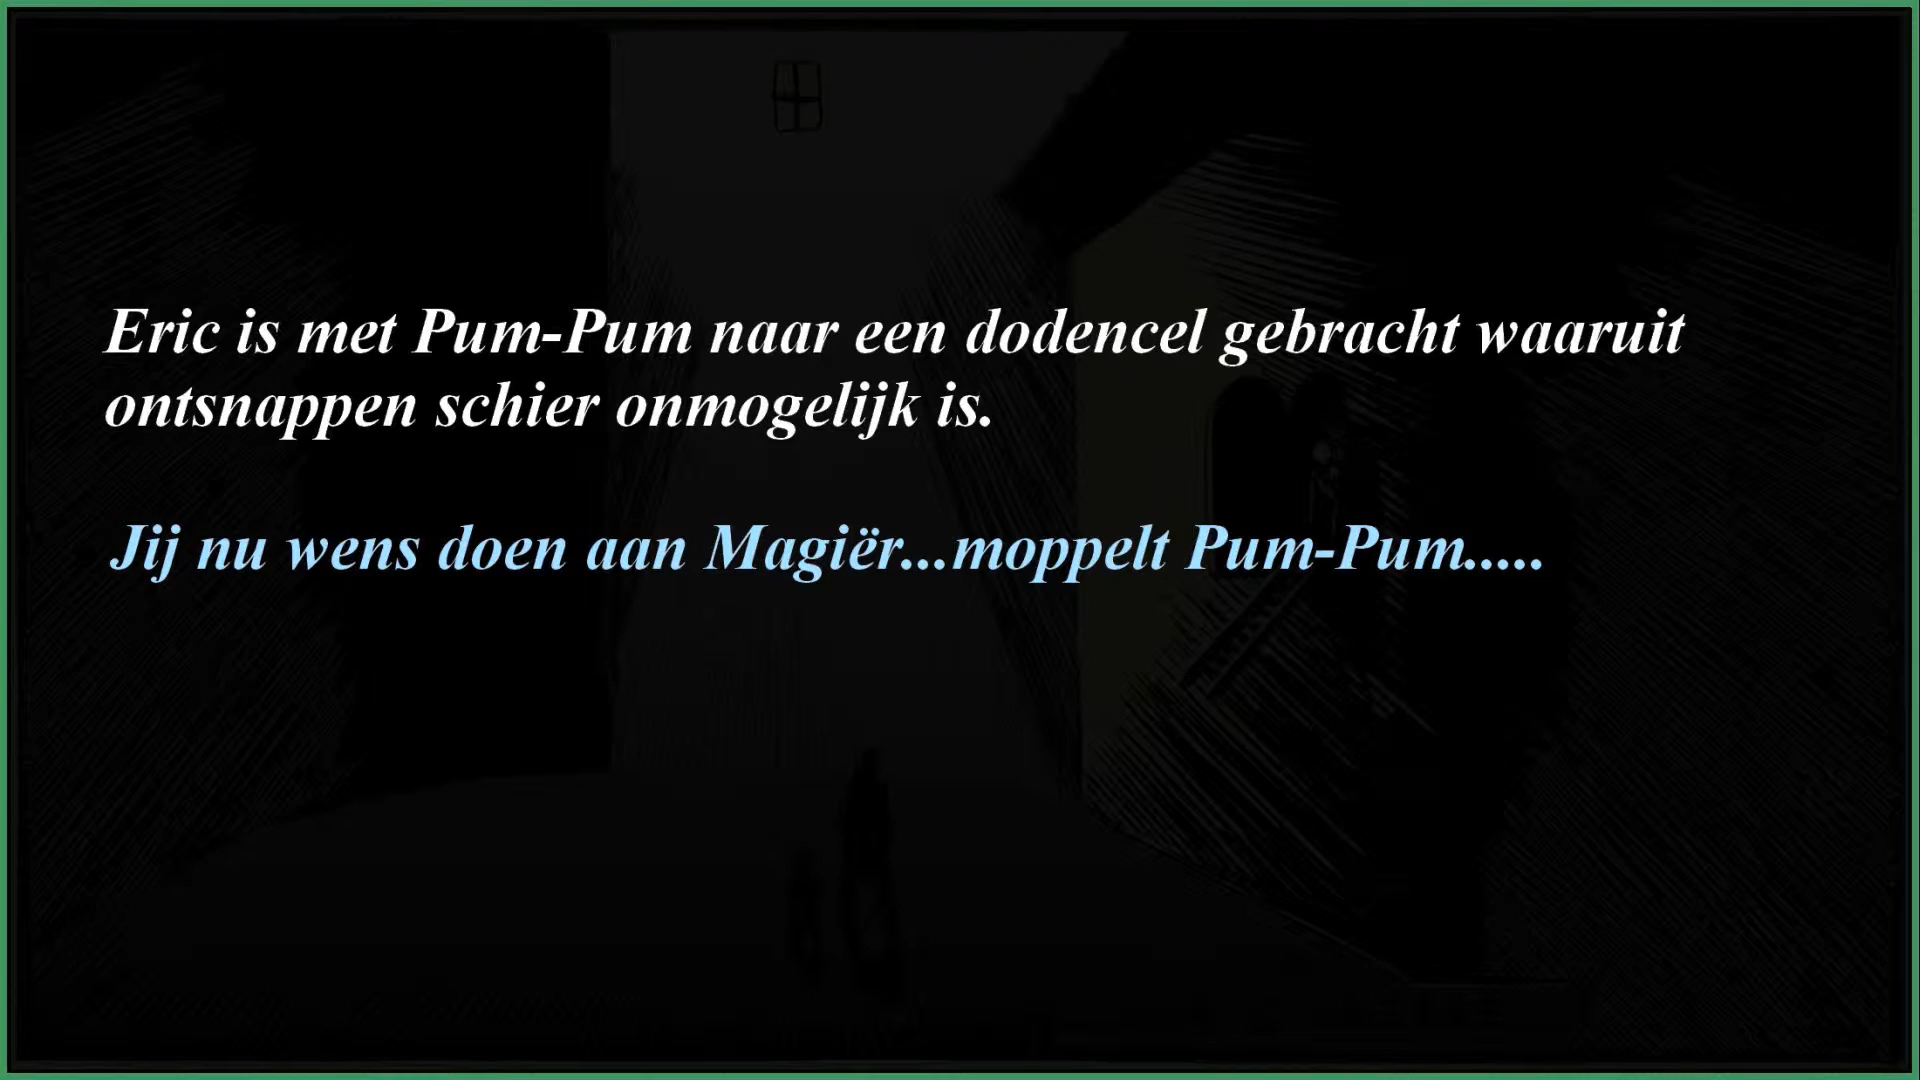 Eric is met Pum-Pum naar een dodencel gebracht waaruit
ontsnappen schier onmogelijk is.
Jij nu wens doen aan Magiër...moppelt Pum-Pum.....